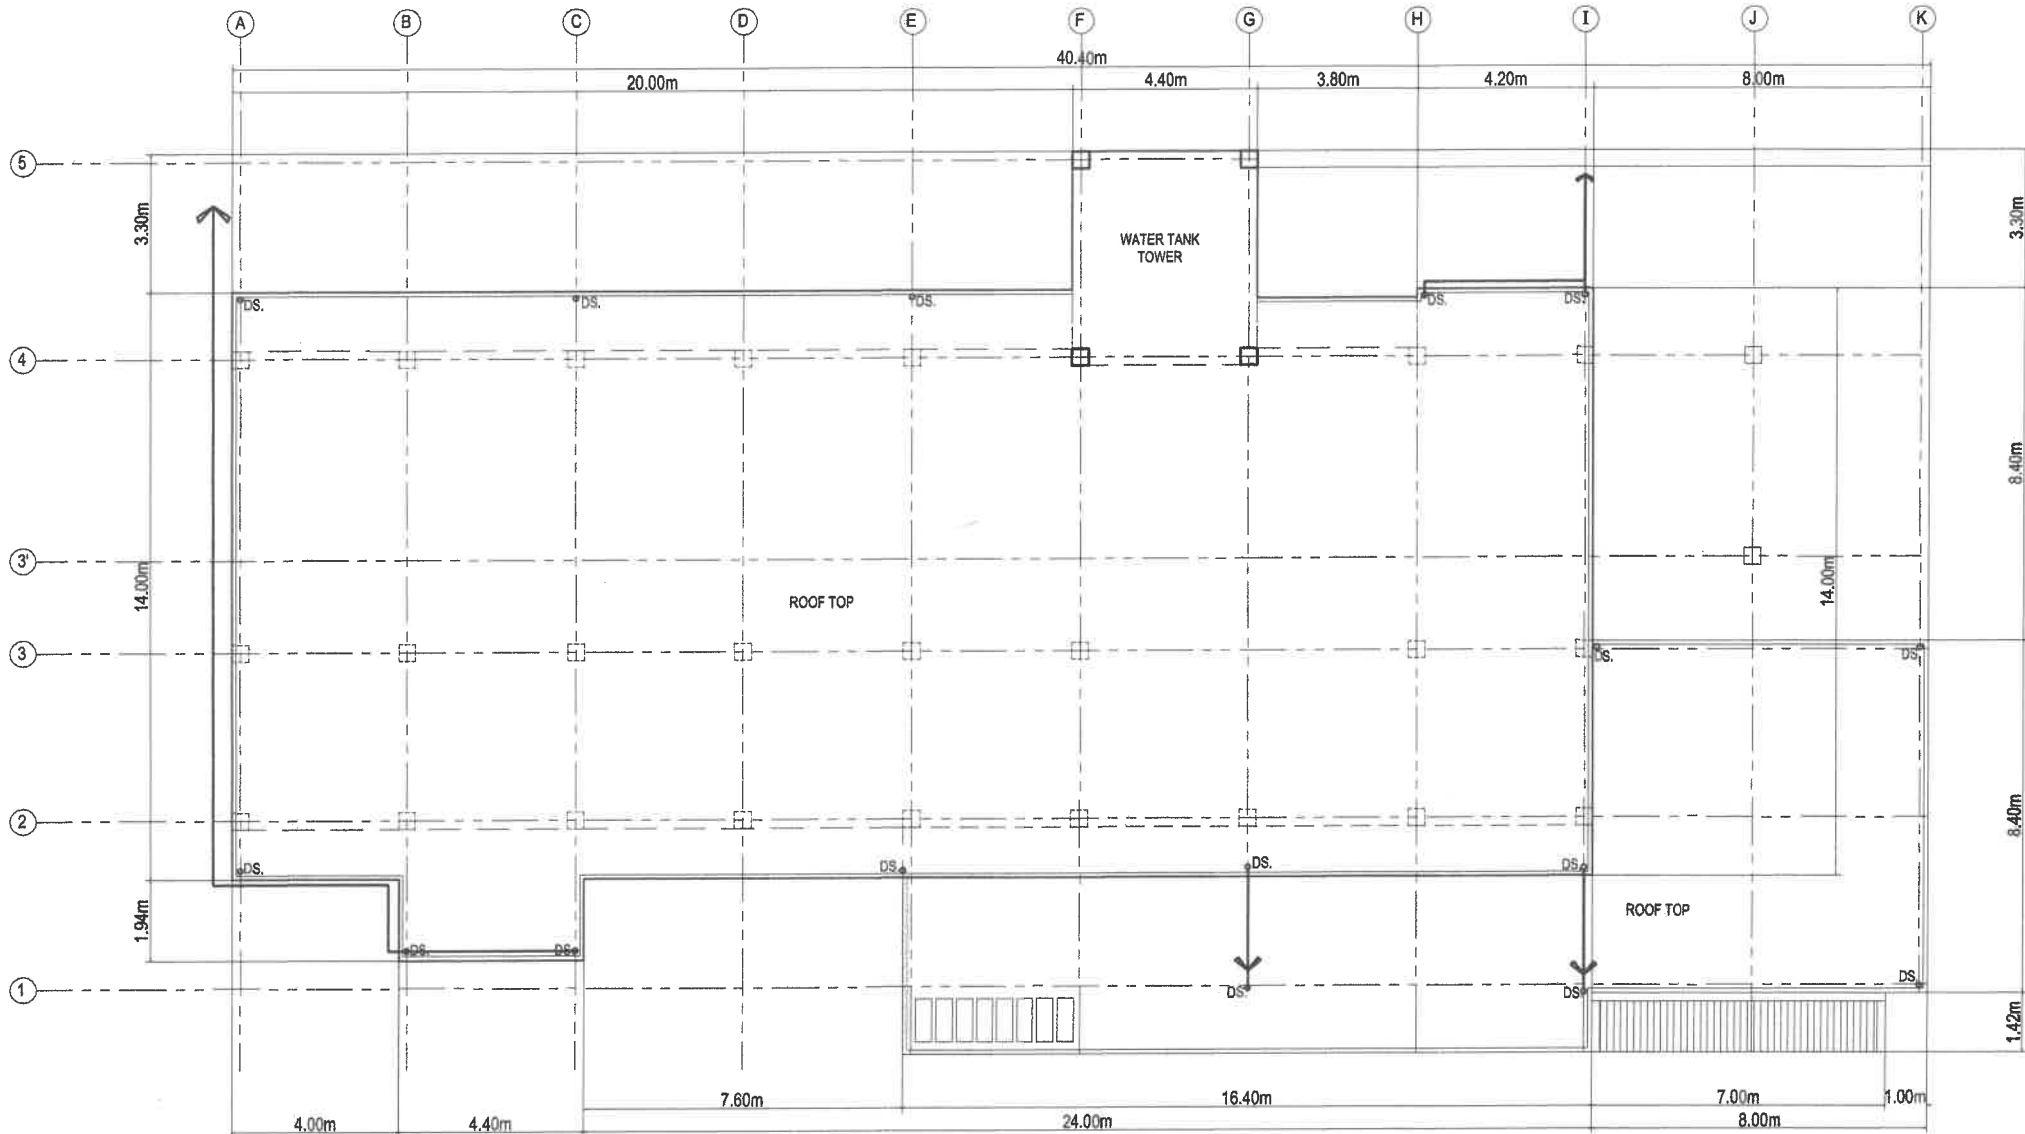 A B C D E F G H I J K
40.40m
20.00m 4.40m 3.80m 4.20m 8.00m
5
3.30m
WATER TANK
TOWER
3.30m
DS. DS. DS. DS. DS.
4
8.40m
3'
14.00m
14.00m
ROOF TOP
3
DS. DS.
2
8.40m
DS. DS. DS. DS.
ROOF TOP
1.94m
DS. DS.
1
DS. DS. DS.
1.42m
7.60m 16.40m 7.00m 1.00m
4.00m 4.40m 24.00m 8.00m